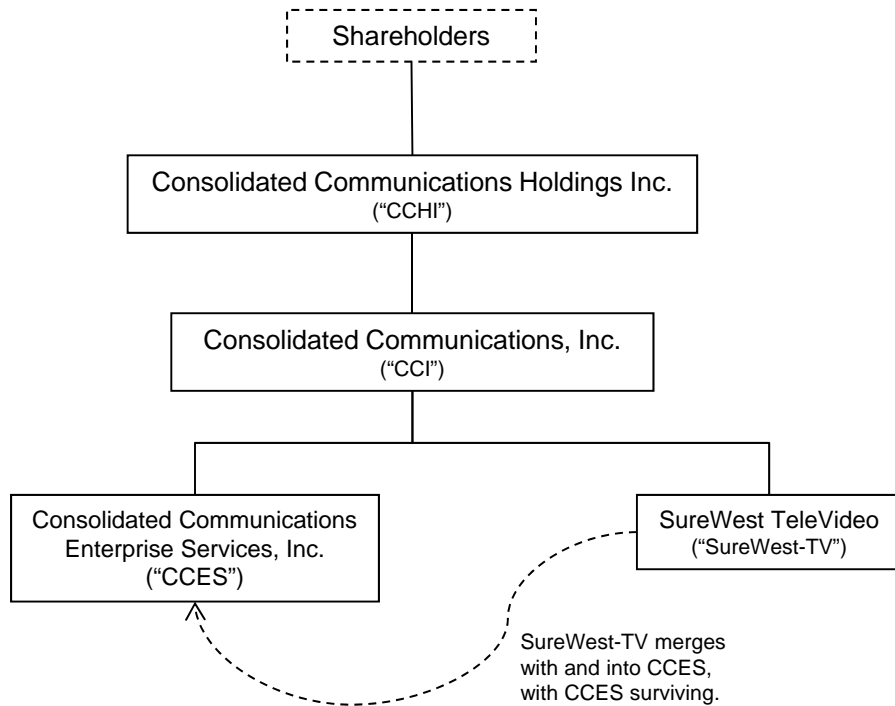 Shareholders
Consolidated Communications Holdings Inc.
(“CCHI”)
Consolidated Communications, Inc.
(“CCI”)
Consolidated Communications
Enterprise Services, Inc.
(“CCES”)
SureWest TeleVideo
(“SureWest-TV”)
SureWest-TV merges
with and into CCES,
with CCES surviving.